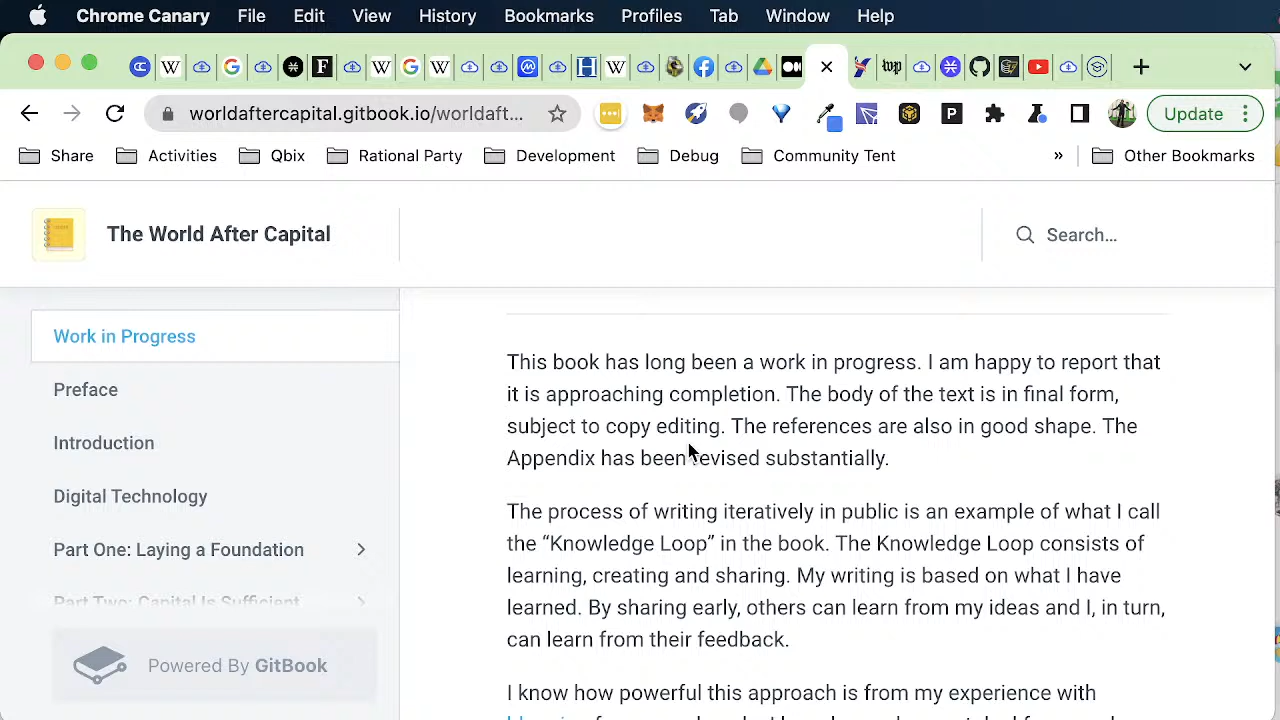 Chrome Canary File Edit View History Bookmarks Profiles Tab Window Help
worldaftercapital.gitbook.io/worldaft... Update
Share Activities Qbix Rational Party Development Debug Community Tent » Other Bookmarks
The World After Capital Search...
Work in Progress
Preface
Introduction
Digital Technology
Part One: Laying a Foundation
Part Two: Capital Is Sufficient
Powered By GitBook
This book has long been a work in progress. I am happy to report that
it is approaching completion. The body of the text is in final form,
subject to copy editing. The references are also in good shape. The
Appendix has been revised substantially.
The process of writing iteratively in public is an example of what I call
the “Knowledge Loop” in the book. The Knowledge Loop consists of
learning, creating and sharing. My writing is based on what I have
learned. By sharing early, others can learn from my ideas and I, in turn,
can learn from their feedback.
I know how powerful this approach is from my experience with